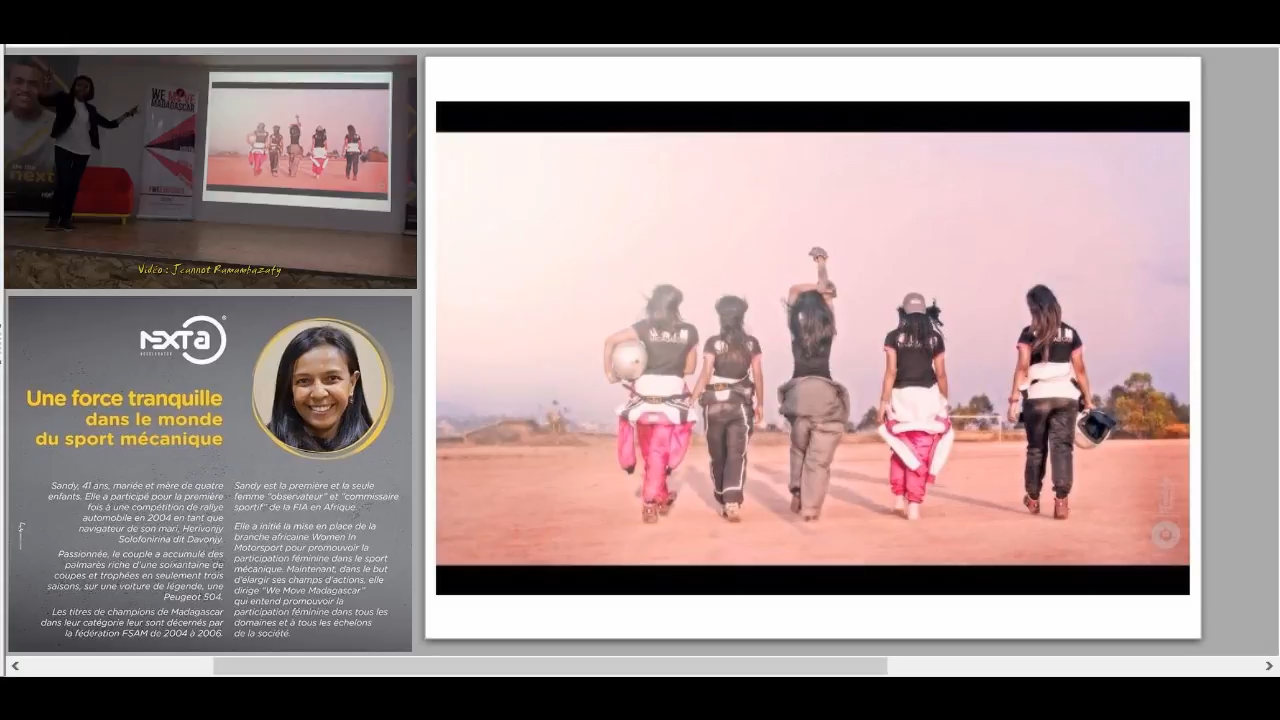 WE MOVE
MADAGASCAR
next
Vidéo : Jeannot Ramambazafy
NEXTA
ACCELERATOR
Une force tranquille
dans le monde
du sport mécanique
Sandy, 41 ans, mariée et mère de quatre
enfants. Elle a participé pour la première
fois à une compétition de rallye
automobile en 2004 en tant que
navigateur de son mari, Herivonjy
Solofonirina dit Davonjy.
Passionnée, le couple a accumulé des
palmarès riche d'une soixantaine de
coupes et trophées en seulement trois
saisons, sur une voiture de légende, une
Peugeot 504.
Les titres de champions de Madagascar
dans leur catégorie leur sont décernés par
la fédération FSAM de 2004 à 2006.
Sandy est la première et la seule
femme "observateur" et "commissaire
sportif" de la FIA en Afrique.
Elle a initié la mise en place de la
branche africaine Women In
Motorsport pour promouvoir la
participation féminine dans le sport
mécanique. Maintenant, dans le but
d'élargir ses champs d'actions, elle
dirige "We Move Madagascar"
qui entend promouvoir la
participation féminine dans tous les
domaines et à tous les échelons
de la société.